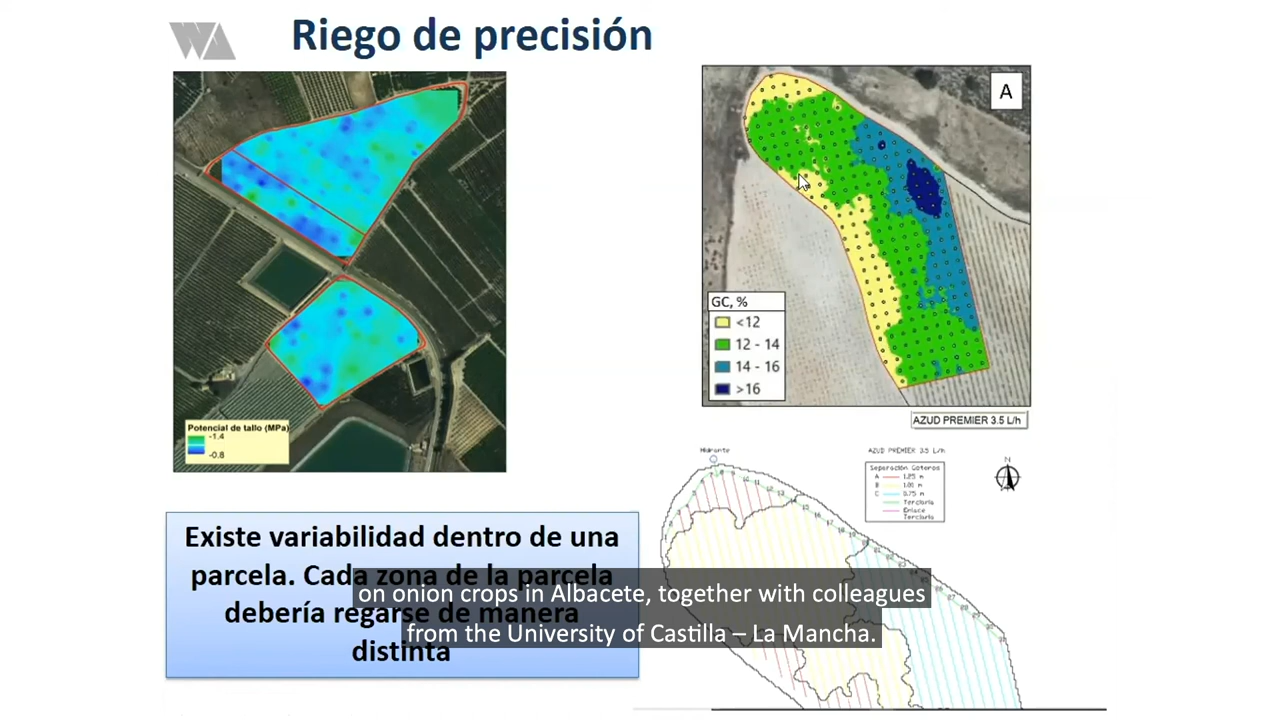 WA
Riego de precisión
Potencial de tallo (MPa)
-1.4
-0.8
A
GC, %
<12
12 - 14
14 - 16
>16
AZUD PREMIER 3.5 L/h
Hidrante
AZUD PREMIER 3.5 L/h
Separación Goteros
A 1.25 m
B 1.01 m
C 0.75 m
Terciaria
Enlace
Terciaria
N
Existe variabilidad dentro de una
parcela. Cada zona de la parcela
debería regarse de manera
distinta
on onion crops in Albacete, together with colleagues
from the University of Castilla – La Mancha.